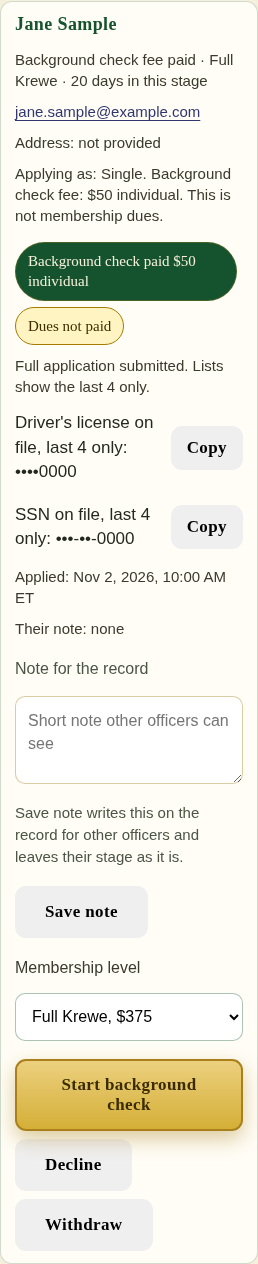 Jane Sample
Background check fee paid · Full
Krewe · 20 days in this stage
jane.sample@example.com
Address: not provided
Applying as: Single. Background
check fee: $50 individual. This is
not membership dues.
Background check paid $50
individual
Dues not paid
Full application submitted. Lists
show the last 4 only.
Driver's license on
file, last 4 only:
••••0000
Copy
SSN on file, last 4
only: •••-••-0000
Copy
Applied: Nov 2, 2026, 10:00 AM
ET
Their note: none
Note for the record
Short note other officers can
see
Save note writes this on the
record for other officers and
leaves their stage as it is.
Save note
Membership level
Full Krewe, $375
Start background
check
Decline
Withdraw